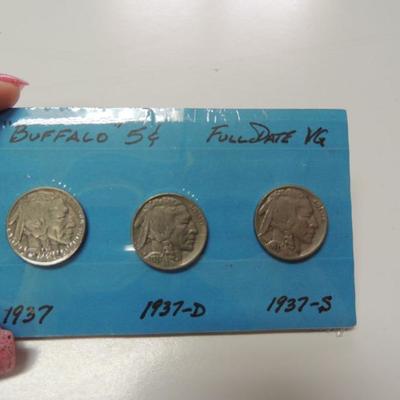 "BUFFALO" 5¢ FULL DATE VG
1937 1937-D 1937-S